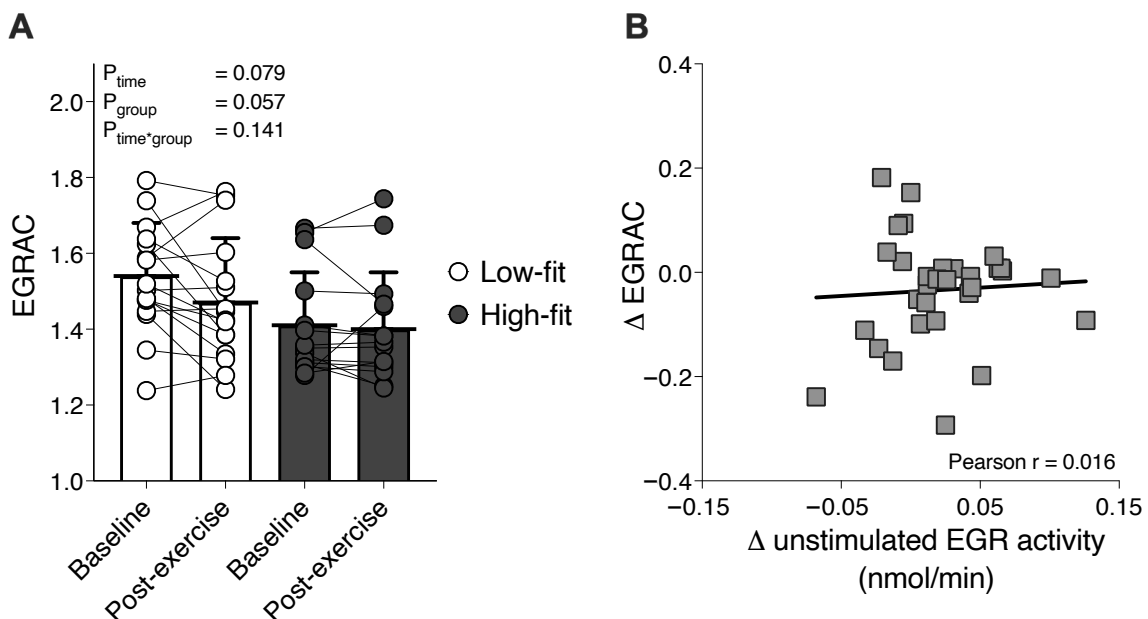 A
P_time = 0.079
P_group = 0.057
P_time*group = 0.141
2.0
1.8
1.6
1.4
1.2
1.0
EGRAC
Baseline
Post-exercise
Baseline
Post-exercise
Low-fit
High-fit
B
0.4
0.2
0.0
−0.2
−0.4
Δ EGRAC
Pearson r = 0.016
−0.15
−0.05
0.05
0.15
Δ unstimulated EGR activity
(nmol/min)